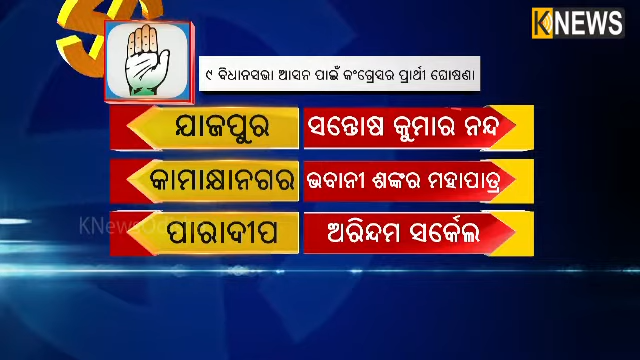 KNEWS
୯ ବିଧାନସଭା ଆସନ ପାଇଁ କଂଗ୍ରେସର ପ୍ରାର୍ଥୀ ଘୋଷଣା
ଯାଜପୁର ସନ୍ତୋଷ କୁମାର ନନ୍ଦ
କାମାକ୍ଷାନଗର ଭବାନୀ ଶଙ୍କର ମହାପାତ୍ର
ପାରାଦୀପ ଅରିନ୍ଦମ ସର୍କେଲ